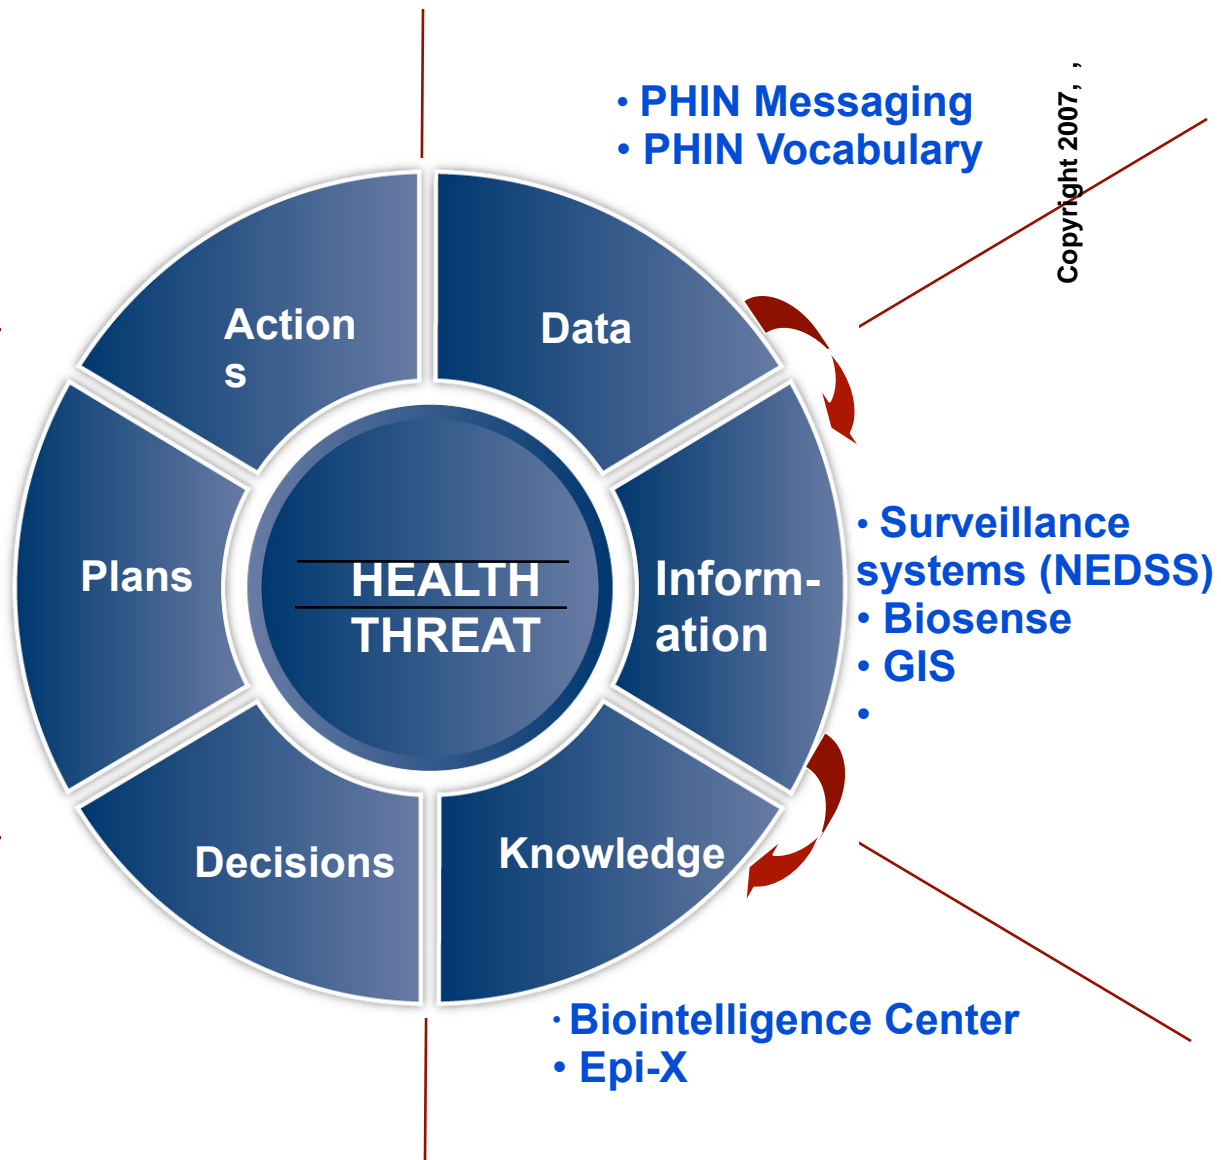 • PHIN Messaging
• PHIN Vocabulary
Copyright 2007, ,
Action
s
Data
Plans
HEALTH
THREAT
Inform-
ation
• Surveillance
systems (NEDSS)
• Biosense
• GIS
•
Decisions
Knowledge
• Biointelligence Center
• Epi-X